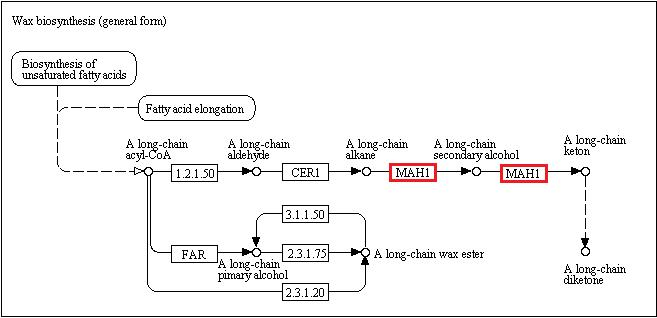 Wax biosynthesis (general form)
Biosynthesis of
unsaturated fatty acids
Fatty acid elongation
A long-chain
acyl-CoA
A long-chain
aldehyde
A long-chain
alkane
A long-chain
secondary alcohol
A long-chain
keton
1.2.1.50
CER1
MAH1
MAH1
3.1.1.50
FAR
2.3.1.75
A long-chain
pimary alcohol
A long-chain wax ester
2.3.1.20
A long-chain
diketone